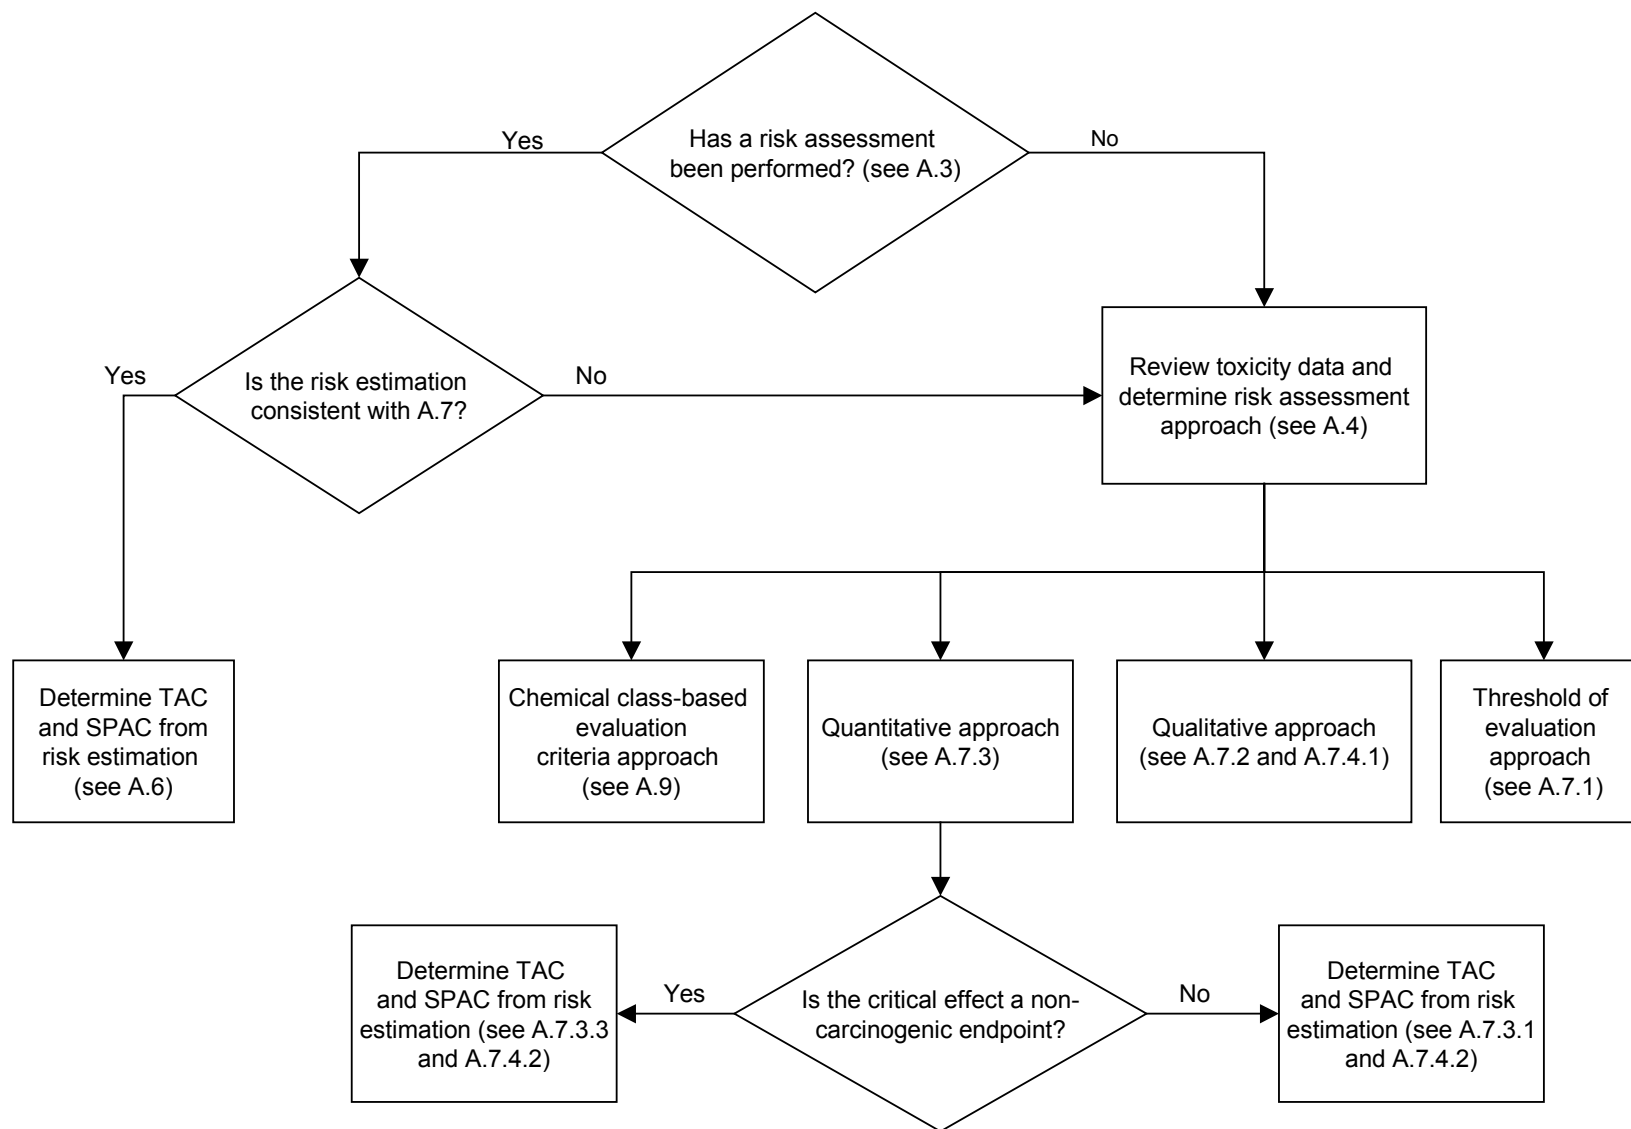 Has a risk assessment
been performed? (see A.3)
Yes
No
Is the risk estimation
consistent with A.7?
Yes
No
Review toxicity data and
determine risk assessment
approach (see A.4)
Determine TAC
and SPAC from
risk estimation
(see A.6)
Chemical class-based
evaluation
criteria approach
(see A.9)
Quantitative approach
(see A.7.3)
Qualitative approach
(see A.7.2 and A.7.4.1)
Threshold of
evaluation
approach
(see A.7.1)
Determine TAC
and SPAC from risk
estimation (see A.7.3.3
and A.7.4.2)
Yes
Is the critical effect a non-
carcinogenic endpoint?
No
Determine TAC
and SPAC from risk
estimation (see A.7.3.1
and A.7.4.2)